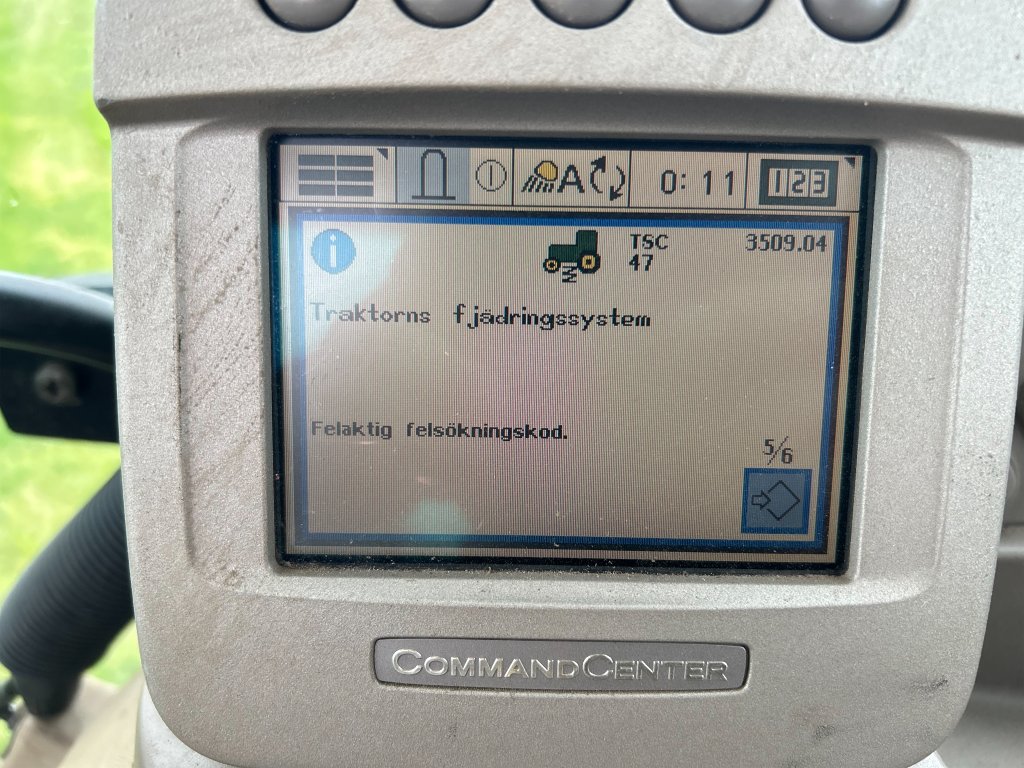 A 0:11 123
i TSC 3509.04
47
Traktorns fjädringssystem
Felaktig felsökningskod.
5/6
COMMANDCENTER